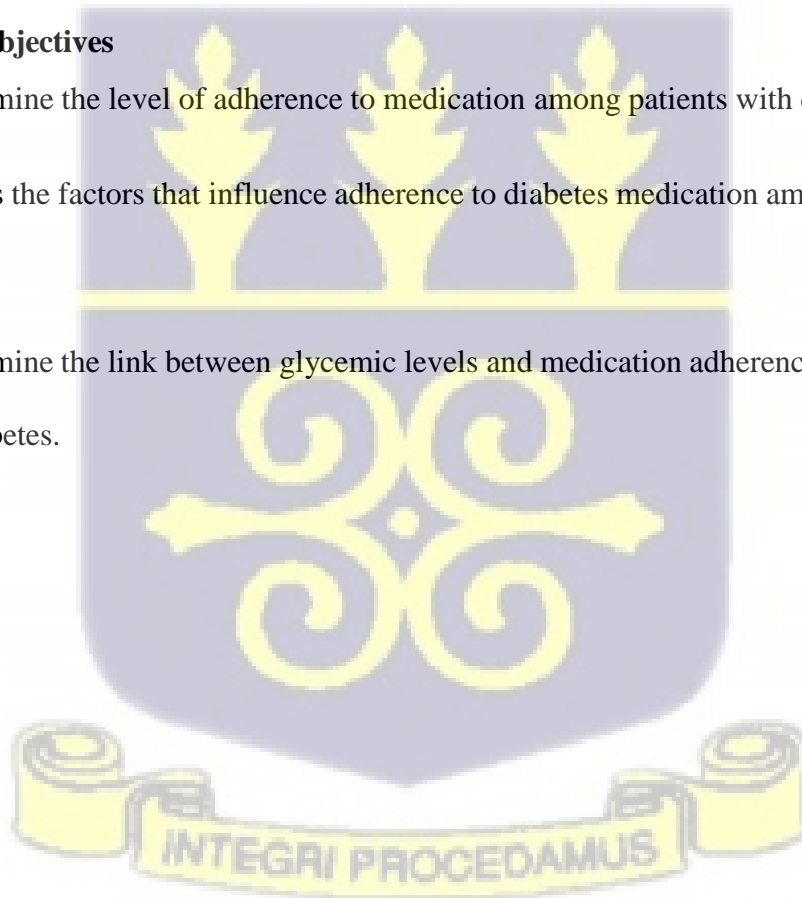 bjectives
mine the level of adherence to medication among patients with
s the factors that influence adherence to diabetes medication am
mine the link between glycemic levels and medication adherenc
betes.
INTEGRI PROCEDAMUS